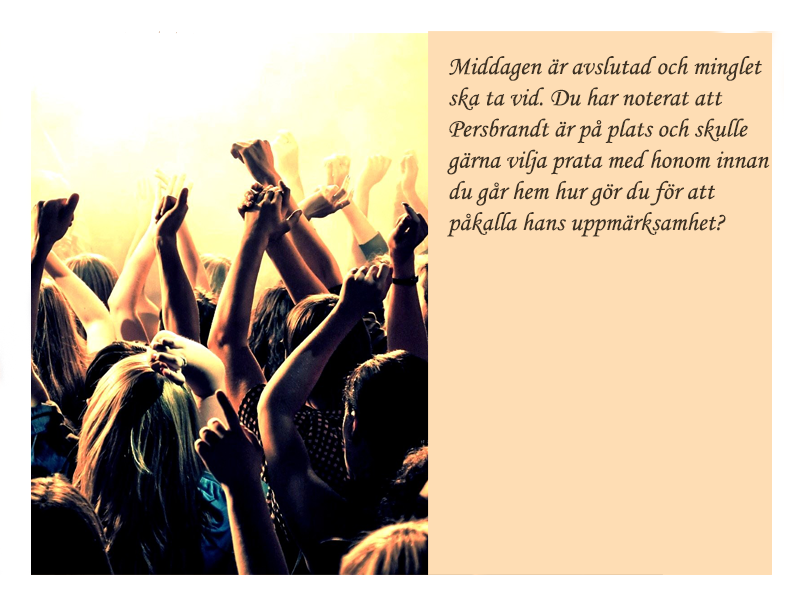 Middagen är avslutad och minglet
ska ta vid. Du har noterat att
Persbrandt är på plats och skulle
gärna vilja prata med honom innan
du går hem hur gör du för att
påkalla hans uppmärksamhet?